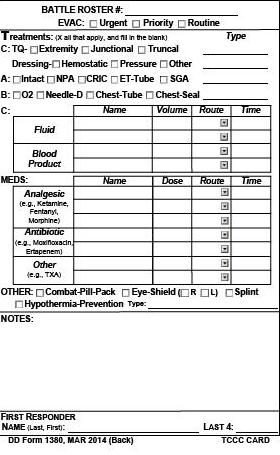 BATTLE ROSTER #:
EVAC: Urgent Priority Routine
Treatments: (X all that apply, and fill in the blank) Type
C: TQ- Extremity Junctional Truncal
Dressing- Hemostatic Pressure Other
A: Intact NPA CRIC ET-Tube SGA
B: O2 Needle-D Chest-Tube Chest-Seal
C: Name Volume Route Time
Fluid
Blood
Product
MEDS: Name Dose Route Time
Analgesic
(e.g., Ketamine,
Fentanyl,
Morphine)
Antibiotic
(e.g., Moxifloxacin,
Ertapenem)
Other
(e.g., TXA)
OTHER: Combat-Pill-Pack Eye-Shield ( R L) Splint
Hypothermia-Prevention Type:
NOTES:
FIRST RESPONDER
NAME (Last, First): LAST 4:
DD Form 1380, MAR 2014 (Back) TCCC CARD